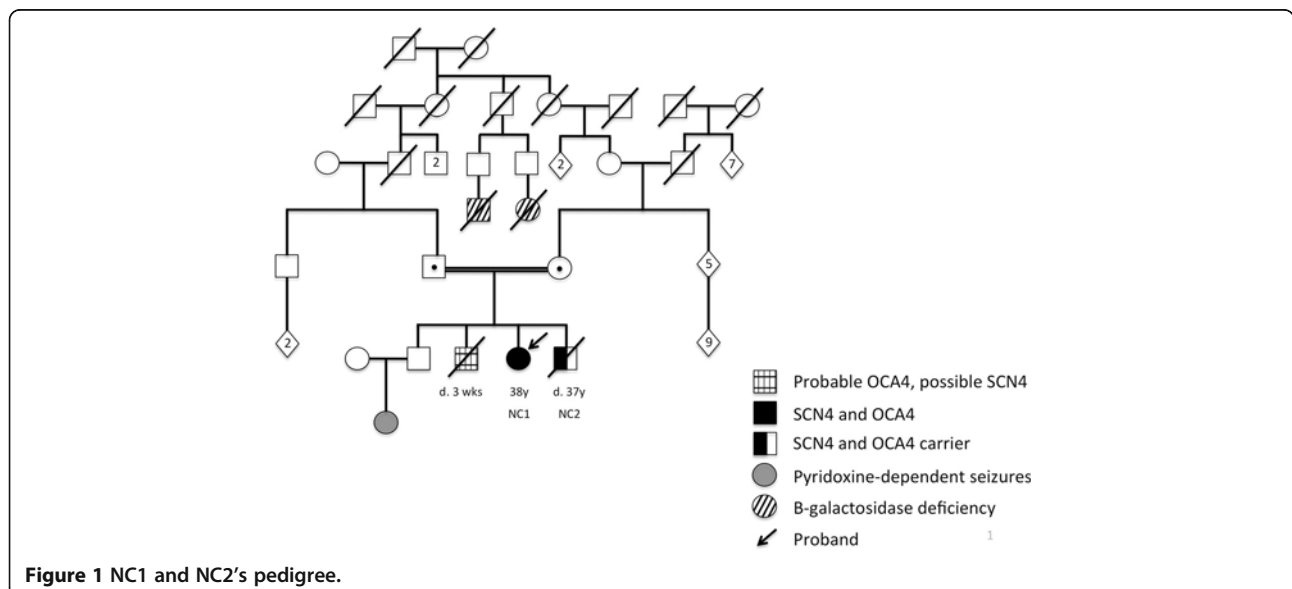 2
2
7
5
2
9
d. 3 wks
38y
d. 37y
NC1
NC2
Probable OCA4, possible SCN4
SCN4 and OCA4
SCN4 and OCA4 carrier
Pyridoxine-dependent seizures
B-galactosidase deficiency
Proband
1
Figure 1 NC1 and NC2's pedigree.